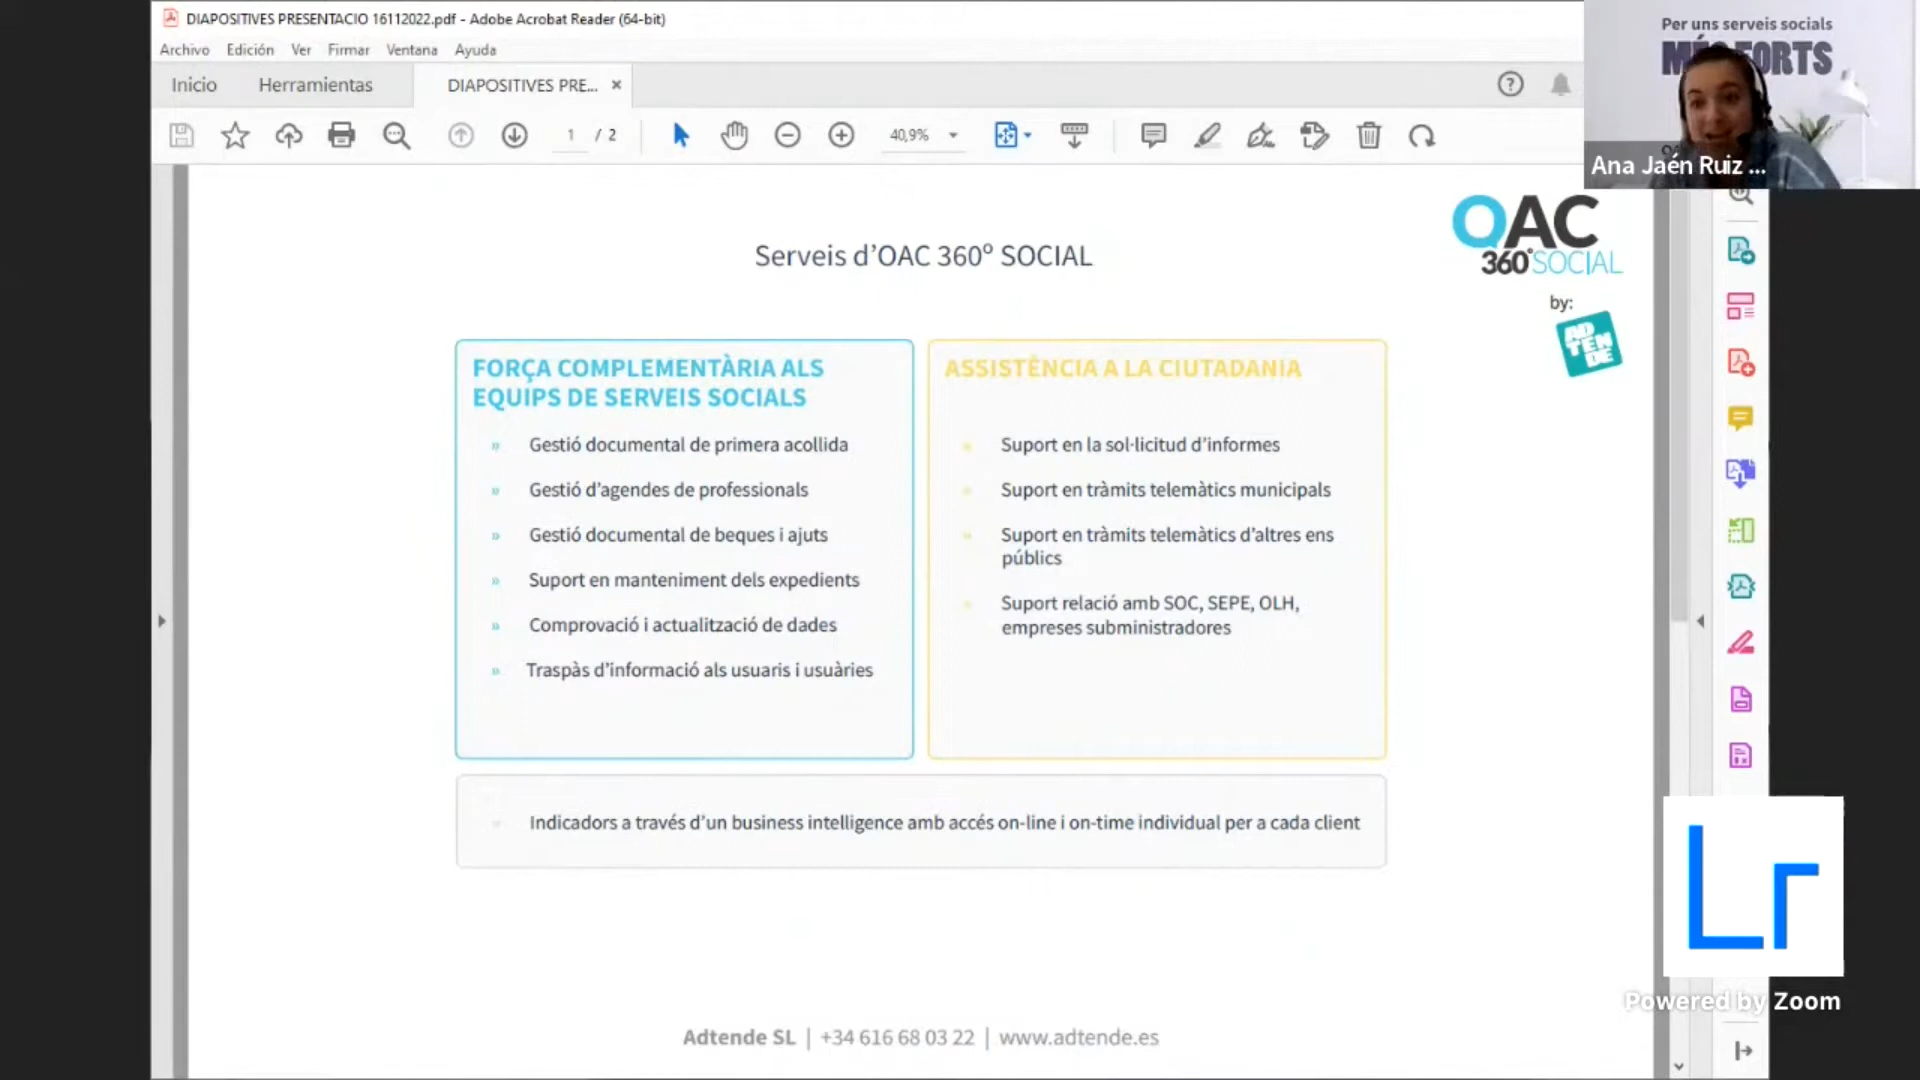 DIAPOSITIVES PRESENTACIO 16112022.pdf - Adobe Acrobat Reader (64-bit)
Archivo Edición Ver Firmar Ventana Ayuda
Inicio Herramientas DIAPOSITIVES PRE... ×
1 / 2 40,9%
Per uns serveis socials
MÉS FORTS
Ana Jaén Ruiz ...
Serveis d'OAC 360º SOCIAL
OAC
360º SOCIAL
by:
ADTENDE
FORÇA COMPLEMENTÀRIA ALS
EQUIPS DE SERVEIS SOCIALS
» Gestió documental de primera acollida
» Gestió d'agendes de professionals
» Gestió documental de beques i ajuts
» Suport en manteniment dels expedients
» Comprovació i actualització de dades
» Traspàs d'informació als usuaris i usuàries
ASSISTÈNCIA A LA CIUTADANIA
» Suport en la sol·licitud d'informes
» Suport en tràmits telemàtics municipals
» Suport en tràmits telemàtics d'altres ens
públics
» Suport relació amb SOC, SEPE, OLH,
empreses subministradores
» Indicadors a través d'un business intelligence amb accés on-line i on-time individual per a cada client
Adtende SL | +34 616 68 03 22 | www.adtende.es
Lr
Powered by Zoom